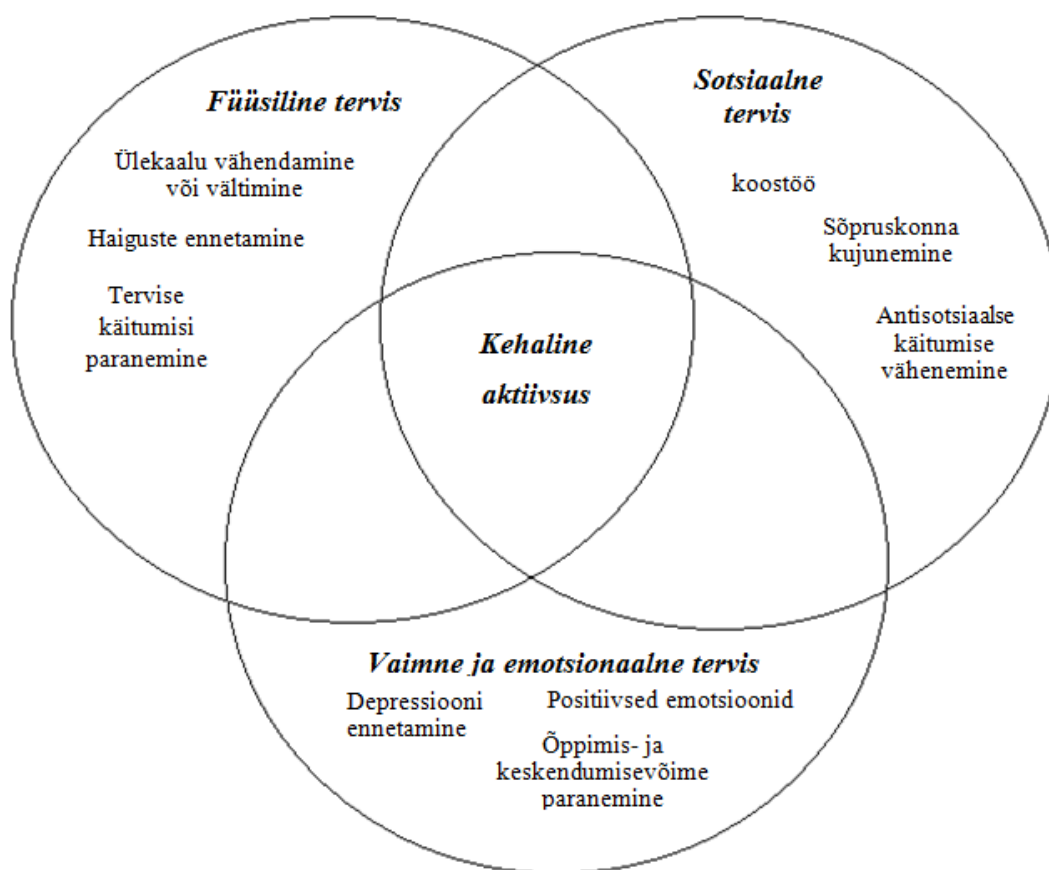 Füüsiline tervis
Ülekaalu vähendamine
või vältimine
Haiguste ennetamine
Tervise
käitumisi
paranemine
Sotsiaalne
tervis
koostöö
Sõpruskonna
kujunemine
Antisotsiaalse
käitumise
vähenemine
Kehaline
aktiivsus
Vaimne ja emotsionaalne tervis
Depressiooni
ennetamine
Positiivsed emotsioonid
Õppimis- ja
keskendumisevõime
paranemine